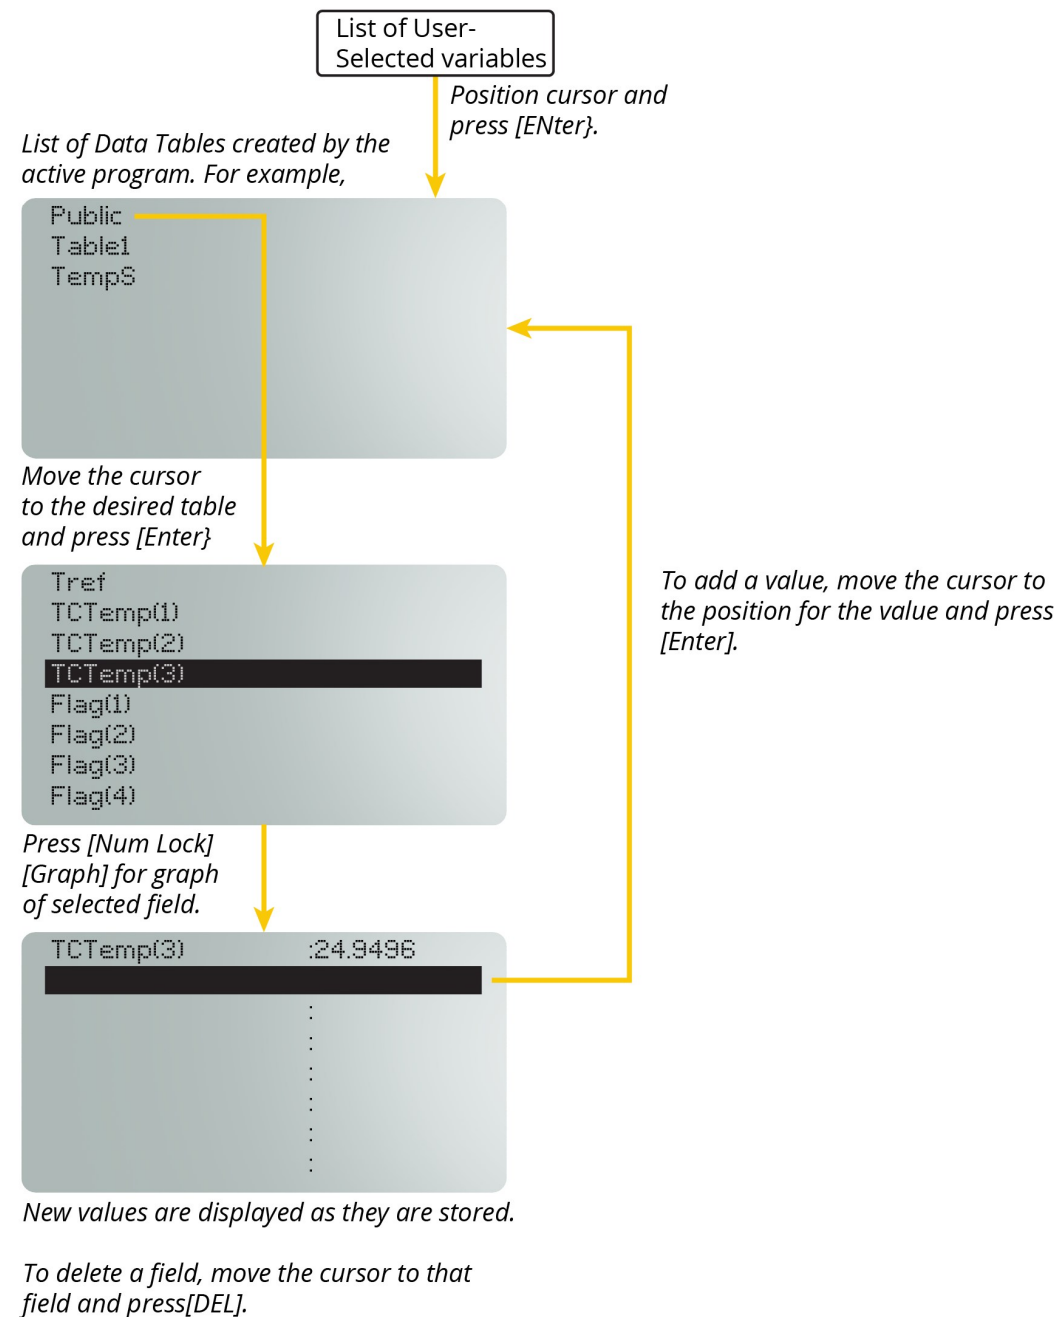 List of User-
Selected variables
Position cursor and
press [ENter}.
List of Data Tables created by the
active program. For example,
Public
Table1
TempS
Move the cursor
to the desired table
and press [Enter}
Tref
TCTemp(1)
TCTemp(2)
TCTemp(3)
Flag(1)
Flag(2)
Flag(3)
Flag(4)
To add a value, move the cursor to
the position for the value and press
[Enter].
Press [Num Lock]
[Graph] for graph
of selected field.
TCTemp(3) :24.9496
:
:
:
:
:
:
New values are displayed as they are stored.
To delete a field, move the cursor to that
field and press[DEL].